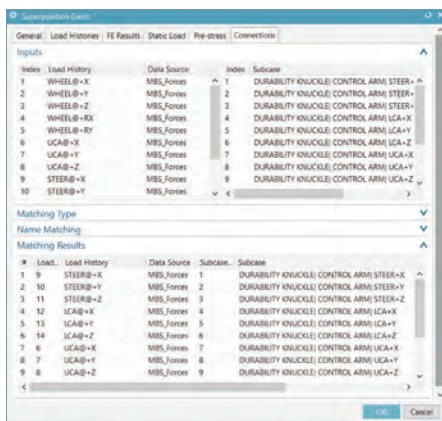 Superposition Event
General Load Histories FE Results Static Load Pre-stress Connections
Inputs
Index Load History Data Source Index Subcase
1 WHEEL@+X MBS_Forces 1 DURABILITY KNUCKLE| CONTROL ARM| STEER+
2 WHEEL@+Y MBS_Forces 2 DURABILITY KNUCKLE| CONTROL ARM| STEER+
3 WHEEL@+Z MBS_Forces 3 DURABILITY KNUCKLE| CONTROL ARM| STEER+
4 WHEEL@+RX MBS_Forces 4 DURABILITY KNUCKLE| CONTROL ARM| LCA+X
5 WHEEL@+RY MBS_Forces 5 DURABILITY KNUCKLE| CONTROL ARM| LCA+Y
6 UCA@+X MBS_Forces 6 DURABILITY KNUCKLE| CONTROL ARM| LCA+Z
7 UCA@+Y MBS_Forces 7 DURABILITY KNUCKLE| CONTROL ARM| UCA+X
8 UCA@+Z MBS_Forces 8 DURABILITY KNUCKLE| CONTROL ARM| UCA+Y
9 STEER@+X MBS_Forces 9 DURABILITY KNUCKLE| CONTROL ARM| UCA+Z
10 STEER@+Y MBS_Forces
Matching Type
Name Matching
Matching Results
# Load... Load History Data Source Subcase... Subcase
1 9 STEER@+X MBS_Forces 1 DURABILITY KNUCKLE| CONTROL ARM| STEER+X
2 10 STEER@+Y MBS_Forces 2 DURABILITY KNUCKLE| CONTROL ARM| STEER+Y
3 11 STEER@+Z MBS_Forces 3 DURABILITY KNUCKLE| CONTROL ARM| STEER+Z
4 12 LCA@+X MBS_Forces 4 DURABILITY KNUCKLE| CONTROL ARM| LCA+X
5 13 LCA@+Y MBS_Forces 5 DURABILITY KNUCKLE| CONTROL ARM| LCA+Y
6 14 LCA@+Z MBS_Forces 6 DURABILITY KNUCKLE| CONTROL ARM| LCA+Z
7 6 UCA@+X MBS_Forces 7 DURABILITY KNUCKLE| CONTROL ARM| UCA+X
8 7 UCA@+Y MBS_Forces 8 DURABILITY KNUCKLE| CONTROL ARM| UCA+Y
9 8 UCA@+Z MBS_Forces 9 DURABILITY KNUCKLE| CONTROL ARM| UCA+Z
OK Cancel